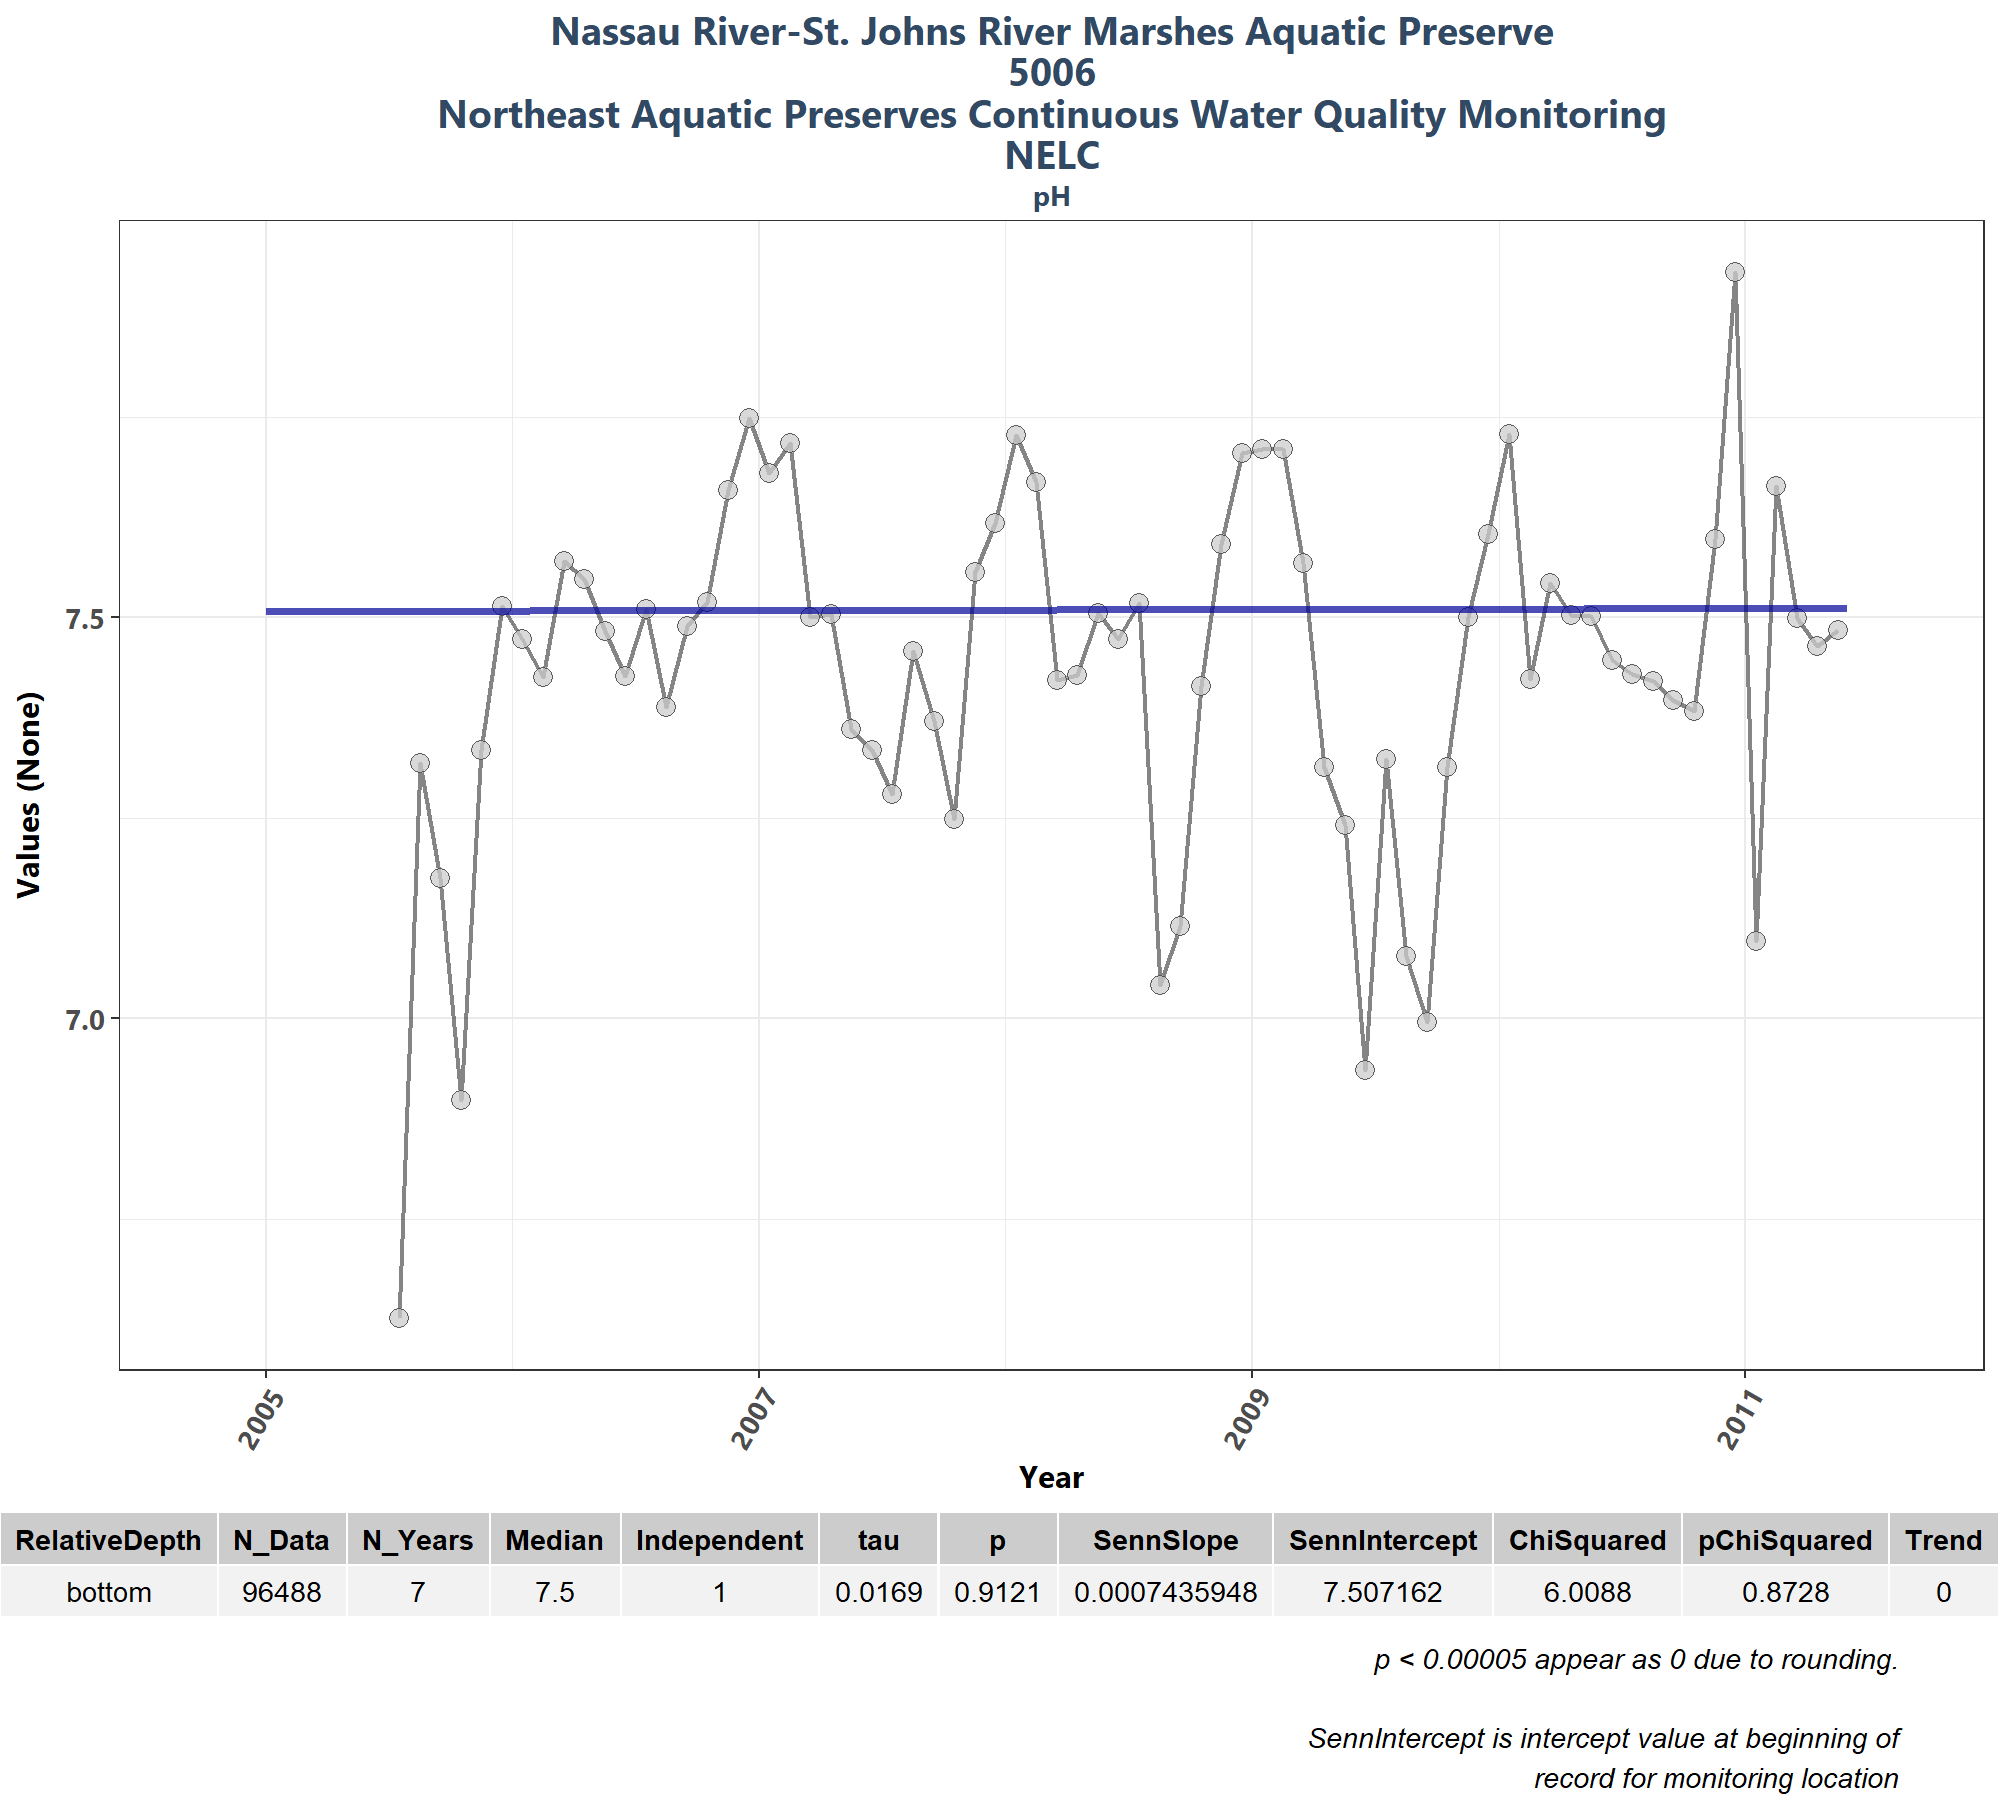 Nassau River-St. Johns River Marshes Aquatic Preserve
5006
Northeast Aquatic Preserves Continuous Water Quality Monitoring
NELC
pH
Values (None)
7.5
7.0
2005 2007 2009 2011
Year
RelativeDepth N_Data N_Years Median Independent tau p SennSlope SennIntercept ChiSquared pChiSquared Trend
bottom 96488 7 7.5 1 0.0169 0.9121 0.0007435948 7.507162 6.0088 0.8728 0
p < 0.00005 appear as 0 due to rounding.
SennIntercept is intercept value at beginning of
record for monitoring location